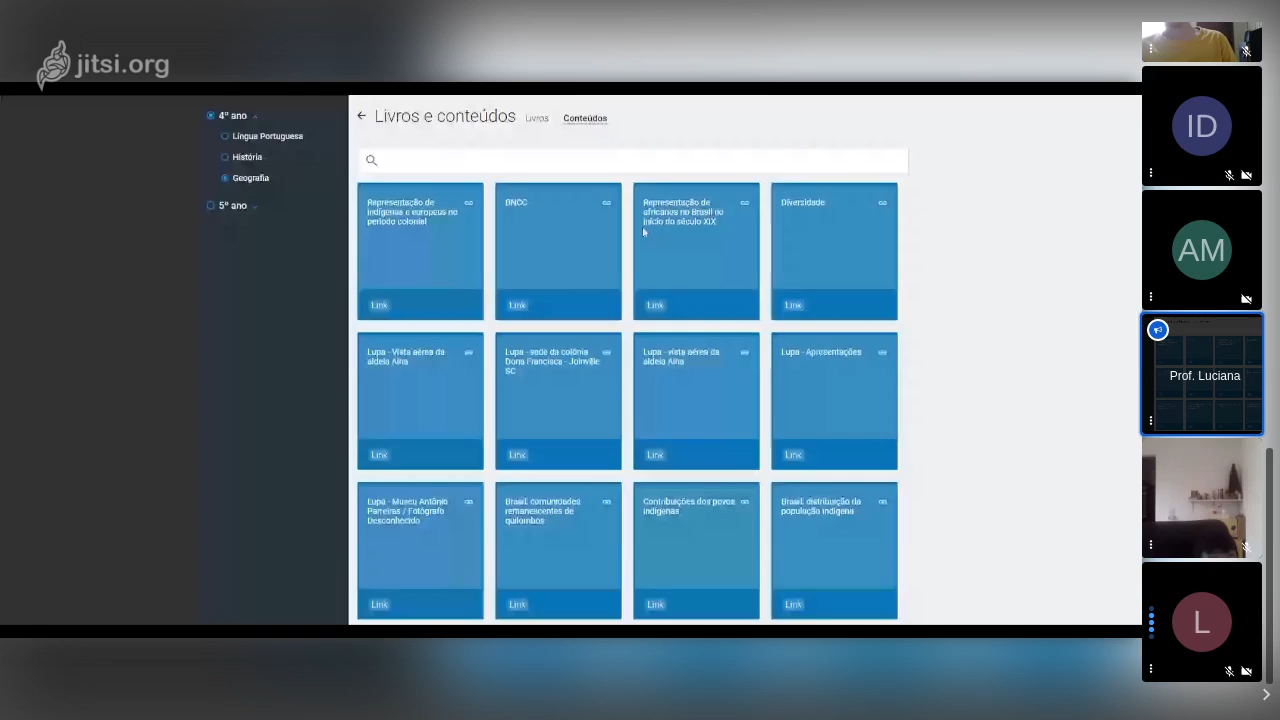 jitsi.org
4º ano
Língua Portuguesa
História
Geografia
5º ano
Livros e conteúdos
Livros
Conteúdos
Representação de
indígenas e europeus no
período colonial
Link
BNCC
Link
Representação de
africanos no Brasil no
início do século XIX
Link
Diversidade
Link
Lupa - Vista aérea da
aldeia Aiha
Link
Lupa - sede da colônia
Dona Francisca - Joinville
SC
Link
Lupa - vista aérea da
aldeia Aiha
Link
Lupa - Apresentações
Link
Lupa - Museu Antônio
Parreiras / Fotógrafo
Desconhecido
Link
Brasil: comunidades
remanescentes de
quilombos
Link
Contribuições dos povos
indígenas
Link
Brasil: distribuição da
população indígena
Link
ID
AM
Prof. Luciana
L